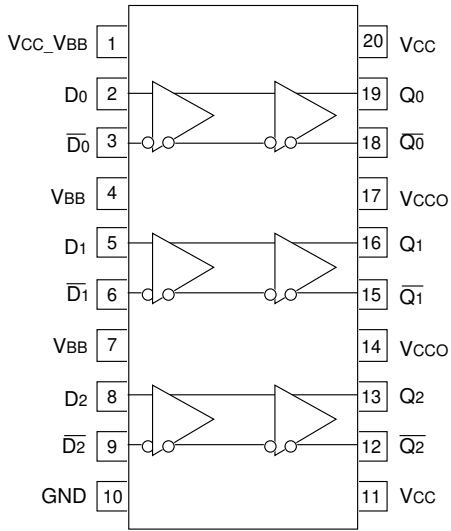 VCC_VBB 1 20 VCC
D0 2 19 Q0
D̅0̅ 3 18 Q̅0̅
VBB 4 17 VCCO
D1 5 16 Q1
D̅1̅ 6 15 Q̅1̅
VBB 7 14 VCCO
D2 8 13 Q2
D̅2̅ 9 12 Q̅2̅
GND 10 11 VCC